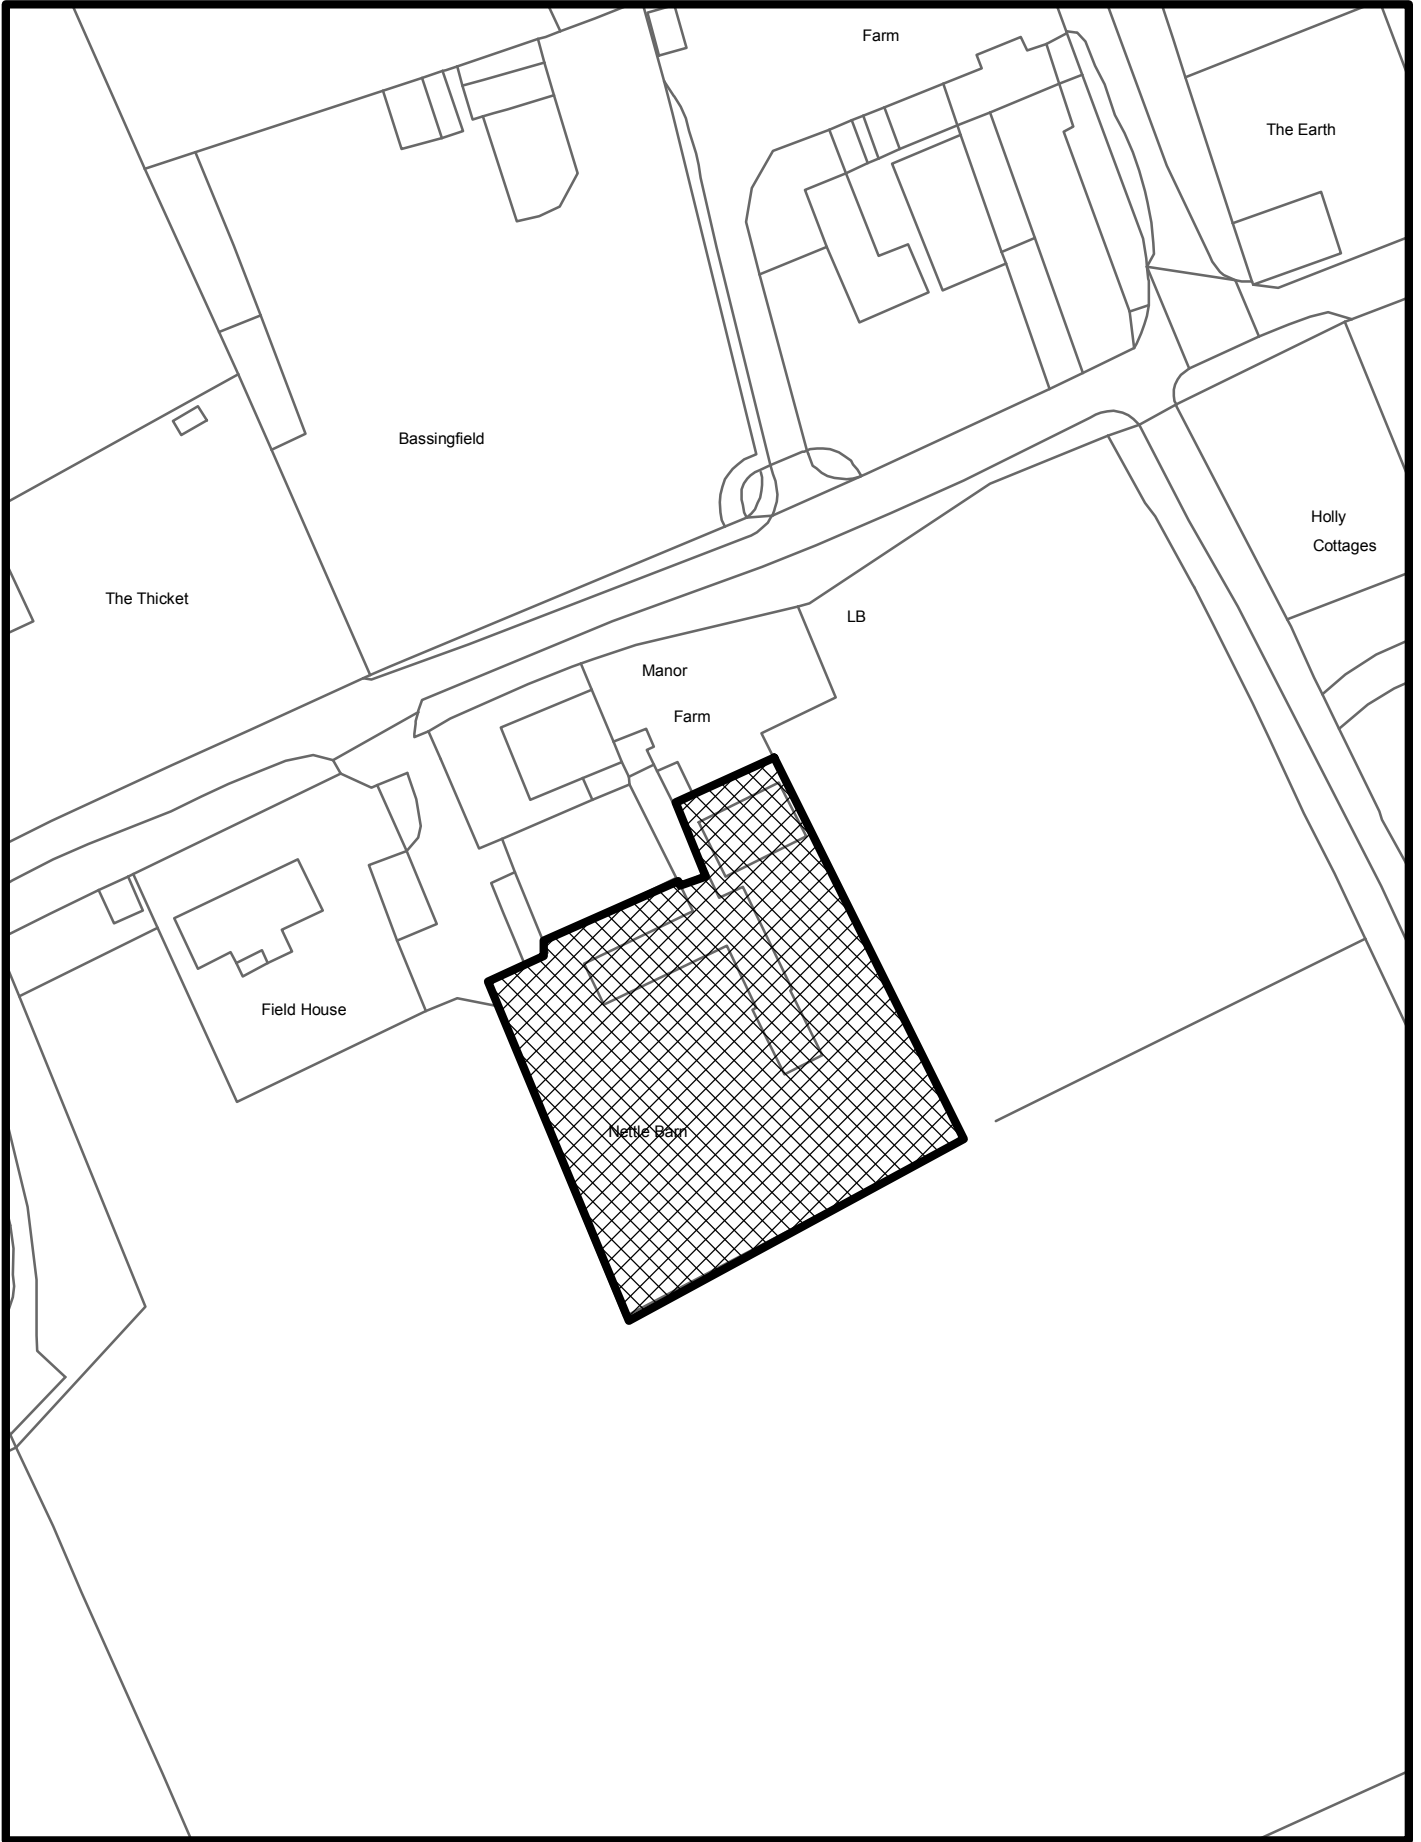 Farm
The Earth
Bassingfield
Holly
Cottages
The Thicket
LB
Manor
Farm
Field House
Nettle Barn